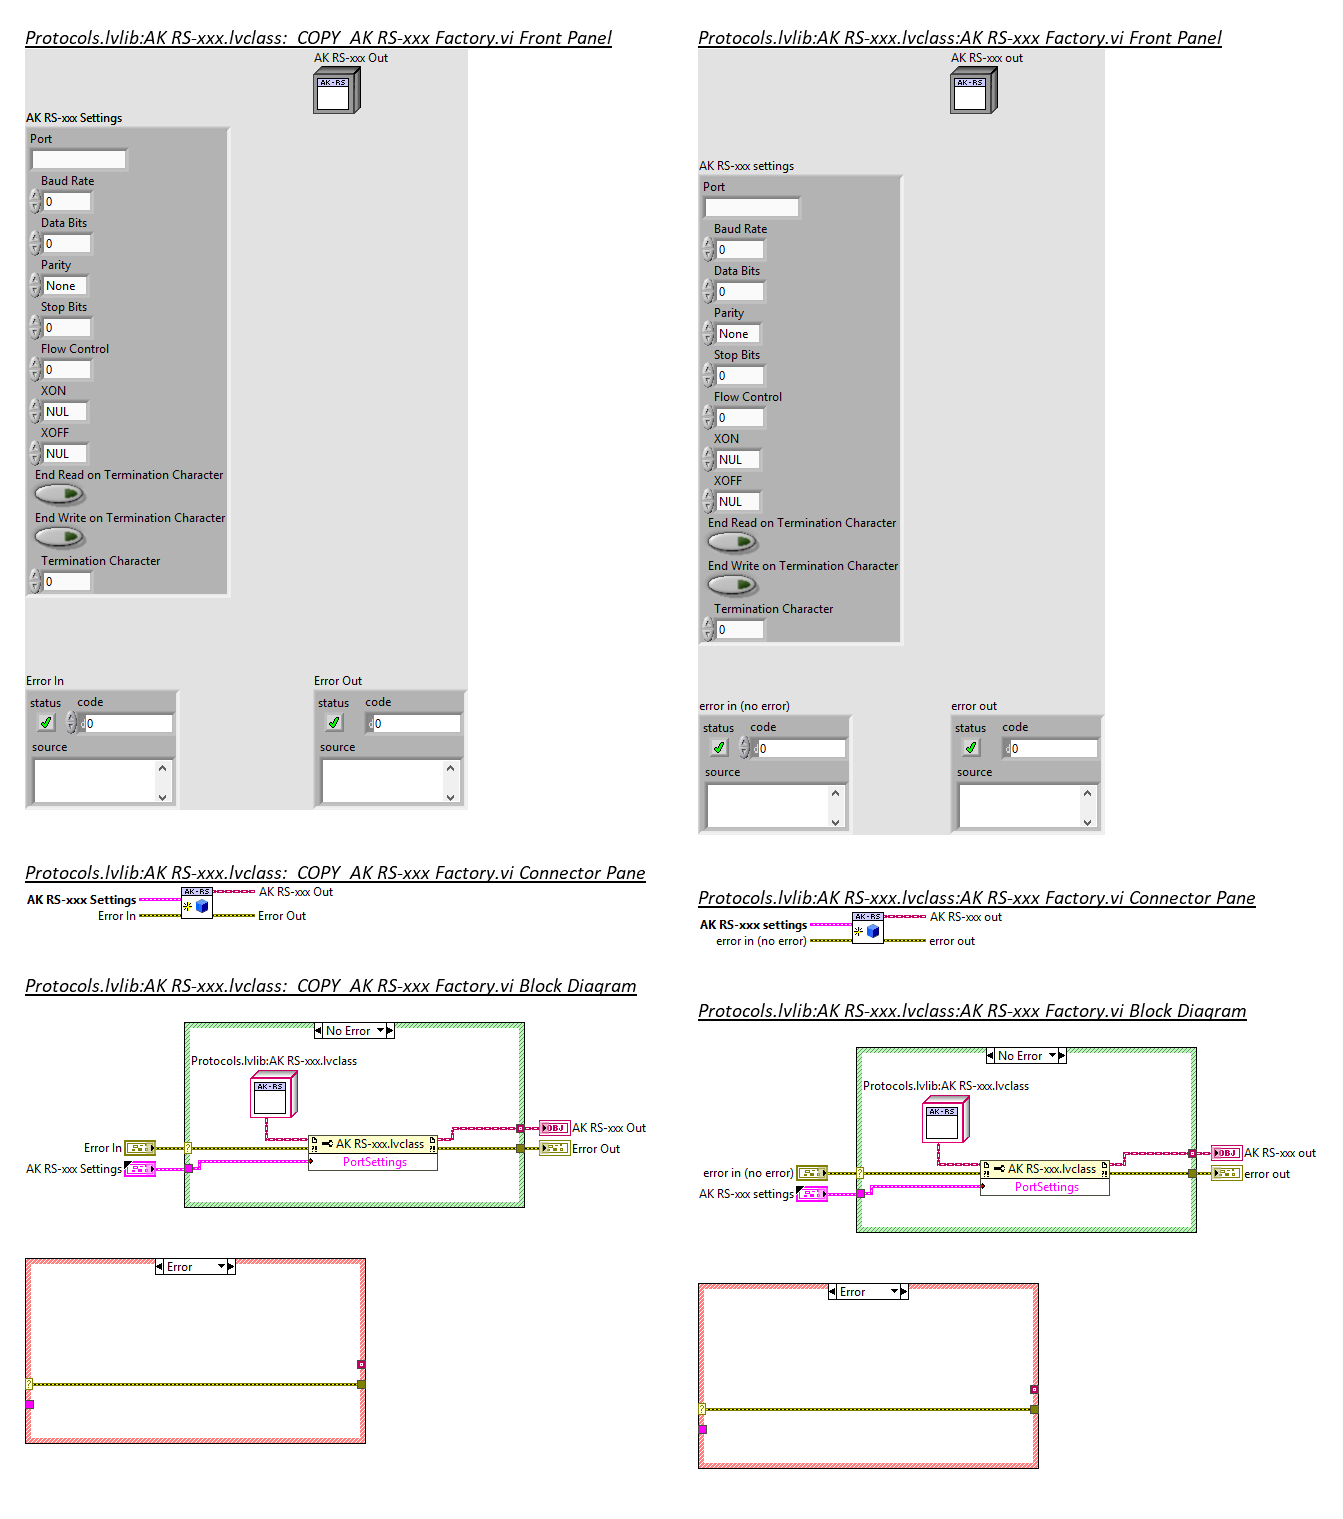 Protocols.lvlib:AK RS-xxx.lvclass:_COPY_AK RS-xxx Factory.vi Front Panel
AK RS-xxx Out
AK-RS
AK RS-xxx Settings
Port
Baud Rate
0
Data Bits
0
Parity
None
Stop Bits
0
Flow Control
0
XON
NUL
XOFF
NUL
End Read on Termination Character
End Write on Termination Character
Termination Character
0
Error In
status code
0
source
Error Out
status code
0
source
Protocols.lvlib:AK RS-xxx.lvclass:_COPY_AK RS-xxx Factory.vi Connector Pane
AK RS-xxx Settings
Error In
AK-RS
AK RS-xxx Out
Error Out
Protocols.lvlib:AK RS-xxx.lvclass:_COPY_AK RS-xxx Factory.vi Block Diagram
No Error
Protocols.lvlib:AK RS-xxx.lvclass
AK-RS
AK RS-xxx.lvclass
PortSettings
Error In
AK RS-xxx Settings
?
OBJ
AK RS-xxx Out
Error Out
Error
?
Protocols.lvlib:AK RS-xxx.lvclass:AK RS-xxx Factory.vi Front Panel
AK RS-xxx out
AK-RS
AK RS-xxx settings
Port
Baud Rate
0
Data Bits
0
Parity
None
Stop Bits
0
Flow Control
0
XON
NUL
XOFF
NUL
End Read on Termination Character
End Write on Termination Character
Termination Character
0
error in (no error)
status code
0
source
error out
status code
0
source
Protocols.lvlib:AK RS-xxx.lvclass:AK RS-xxx Factory.vi Connector Pane
AK RS-xxx settings
error in (no error)
AK-RS
AK RS-xxx out
error out
Protocols.lvlib:AK RS-xxx.lvclass:AK RS-xxx Factory.vi Block Diagram
No Error
Protocols.lvlib:AK RS-xxx.lvclass
AK-RS
AK RS-xxx.lvclass
PortSettings
error in (no error)
AK RS-xxx settings
?
OBJ
AK RS-xxx out
error out
Error
?